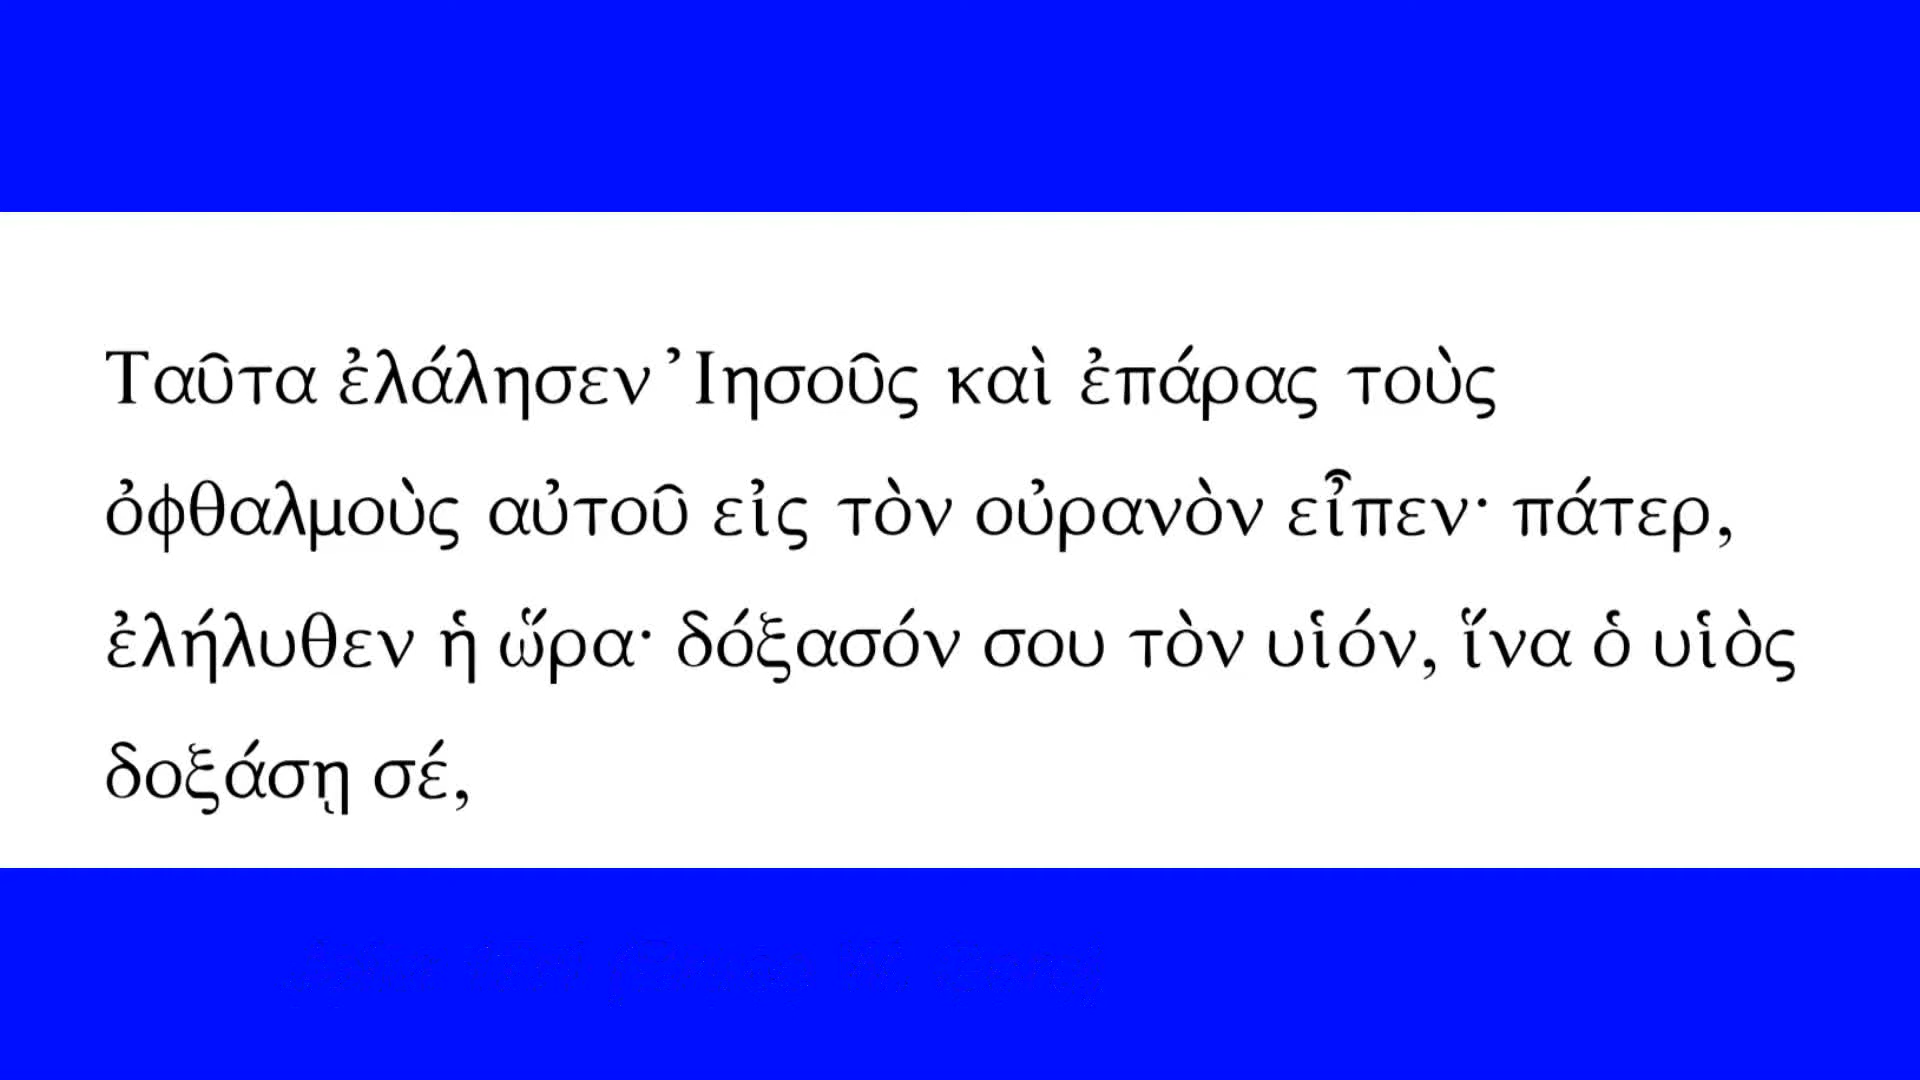 Ταῦτα ἐλάλησεν Ἰησοῦς καὶ ἐπάρας τοὺς
ὀφθαλμοὺς αὐτοῦ εἰς τὸν οὐρανὸν εἶπεν· πάτερ,
ἐλήλυθεν ἡ ὥρα· δόξασόν σου τὸν υἱόν, ἵνα ὁ υἱὸς
δοξάσῃ σέ,